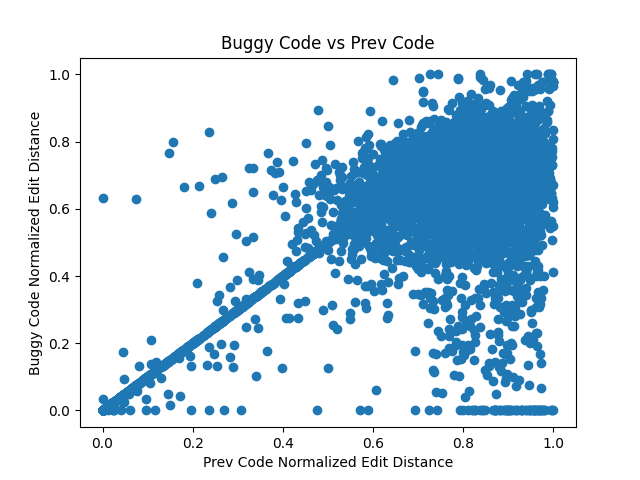 Buggy Code vs Prev Code
1.0
0.8
0.6
0.4
0.2
0.0
Buggy Code Normalized Edit Distance
0.0 0.2 0.4 0.6 0.8 1.0
Prev Code Normalized Edit Distance